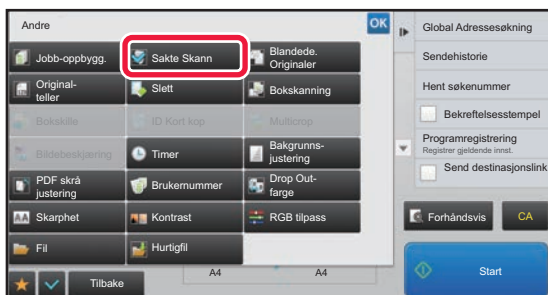 Andre
OK
Jobb-oppbygg.
Sakte Skann
Blandede.
Originaler
Original-
teller
Slett
Bokskanning
Bokskille
ID Kort kop
Multicrop
Bildebeskjæring
Timer
Bakgrunns-
justering
PDF skrå
justering
Brukernummer
Drop Out-
farge
AA
Skarphet
Kontrast
RGB tilpass
Fil
Hurtigfil
Tilbake
A4
A4
Global Adressesøkning
Sendehistorie
Hent søkenummer
Bekreftelsesstempel
Programregistrering
Registrer gjeldende innst.
Send destinasjonslink
Forhåndsvis
CA
Start